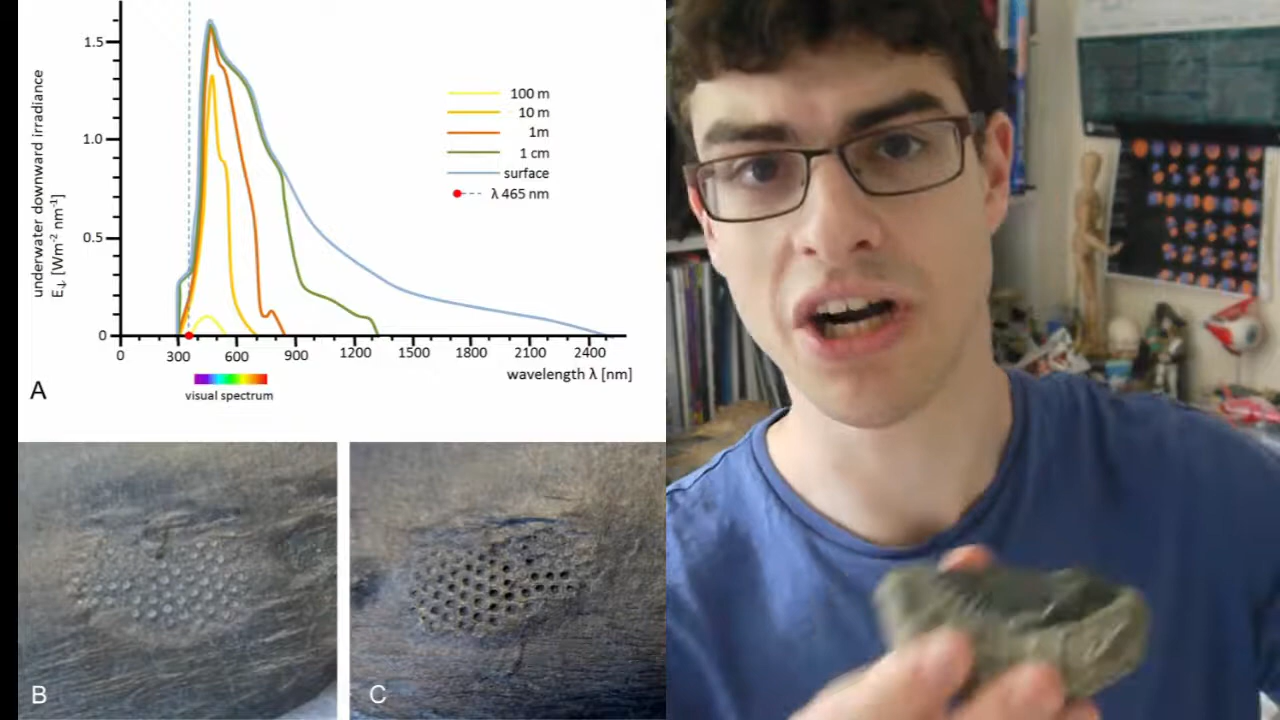 underwater downward irradiance
E↓ [Wm-2 nm-1]
1.5
1.0
0.5
0
100 m
10 m
1m
1 cm
surface
λ 465 nm
0 300 600 900 1200 1500 1800 2100 2400
wavelength λ [nm]
visual spectrum
A
B
C